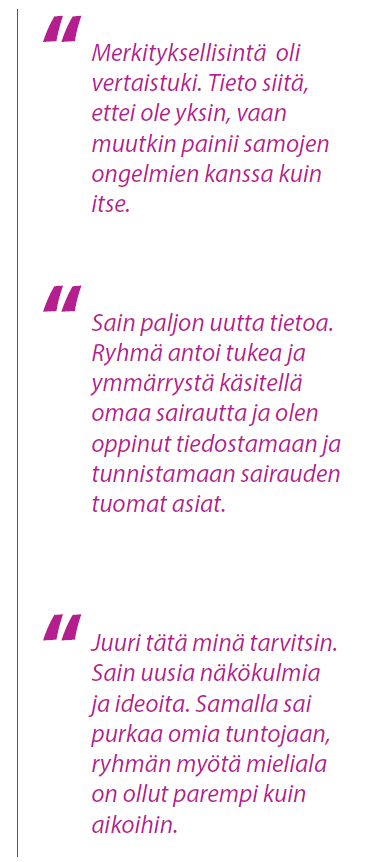 “
Merkityksellisintä oli
vertaistuki. Tieto siitä,
ettei ole yksin, vaan
muutkin painii samojen
ongelmien kanssa kuin
itse.
“
Sain paljon uutta tietoa.
Ryhmä antoi tukea ja
ymmärrystä käsitellä
omaa sairautta ja olen
oppinut tiedostamaan ja
tunnistamaan sairauden
tuomat asiat.
“
Juuri tätä minä tarvitsin.
Sain uusia näkökulmia
ja ideoita. Samalla sai
purkaa omia tuntojaan,
ryhmän myötä mieliala
on ollut parempi kuin
aikoihin.